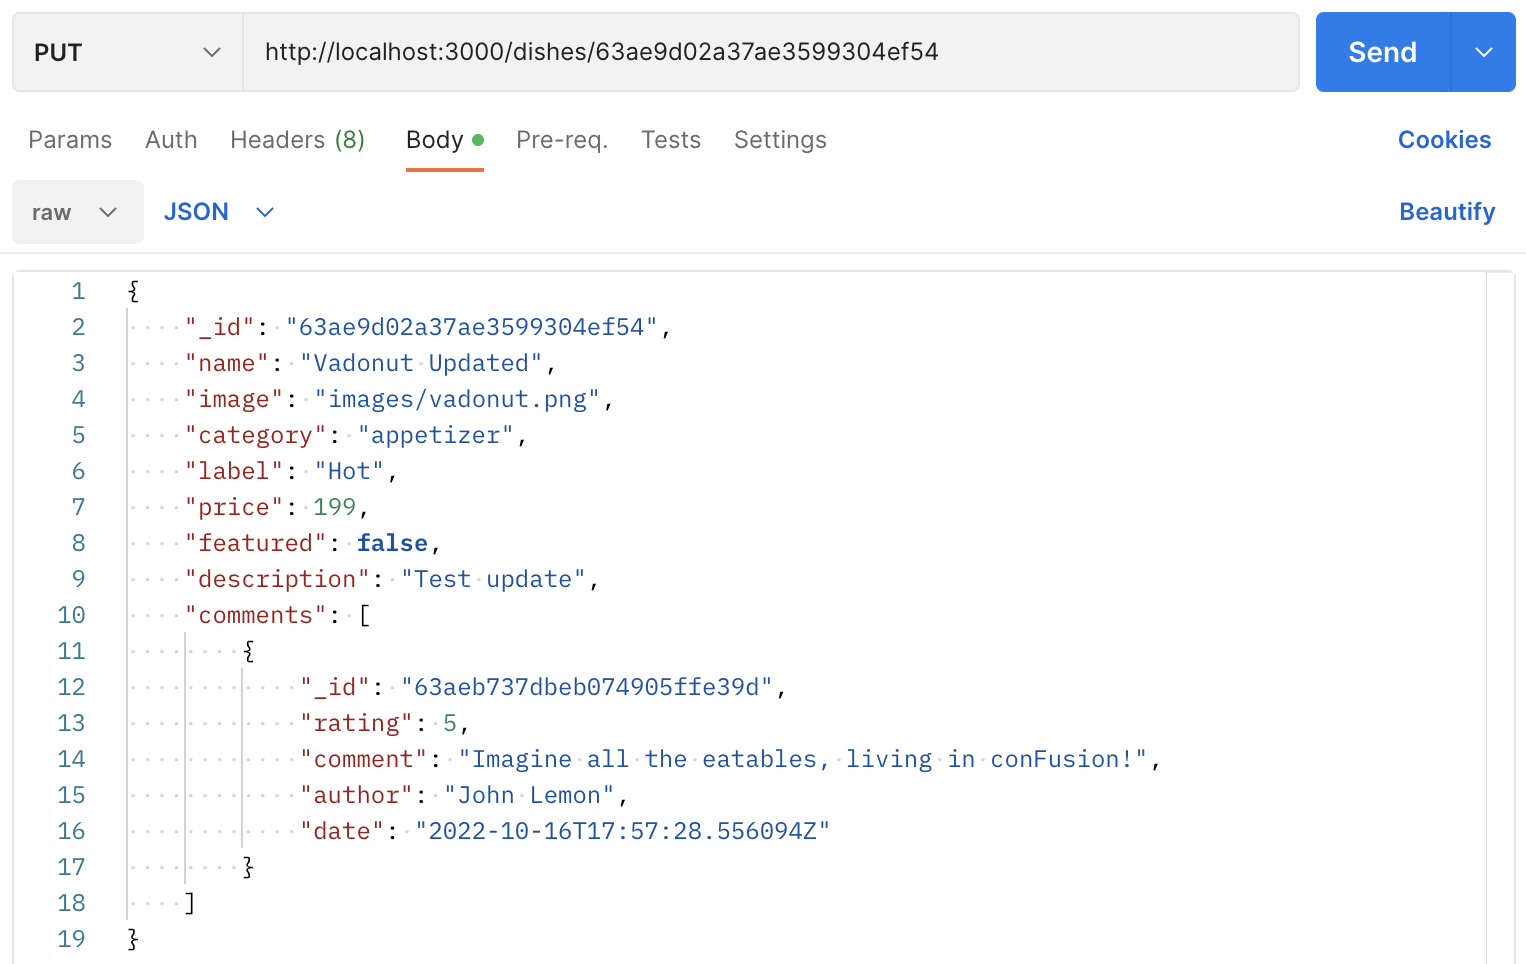 PUT http://localhost:3000/dishes/63ae9d02a37ae3599304ef54 Send
Params Auth Headers (8) Body Pre-req. Tests Settings Cookies
raw JSON Beautify
1 {
2 "_id": "63ae9d02a37ae3599304ef54",
3 "name": "Vadonut Updated",
4 "image": "images/vadonut.png",
5 "category": "appetizer",
6 "label": "Hot",
7 "price": 199,
8 "featured": false,
9 "description": "Test update",
10 "comments": [
11 {
12 "_id": "63aeb737dbeb074905ffe39d",
13 "rating": 5,
14 "comment": "Imagine all the eatables, living in conFusion!",
15 "author": "John Lemon",
16 "date": "2022-10-16T17:57:28.556094Z"
17 }
18 ]
19 }